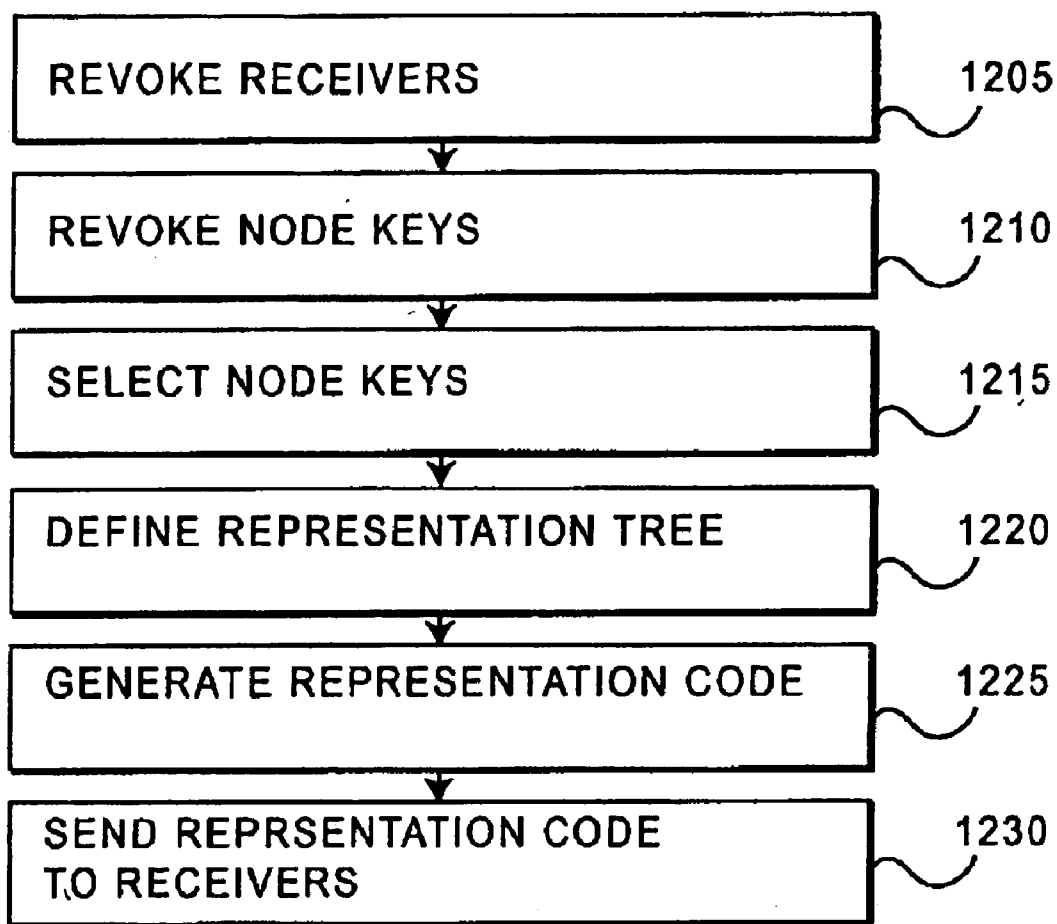 REVOKE RECEIVERS
1205
REVOKE NODE KEYS
1210
SELECT NODE KEYS
1215
DEFINE REPRESENTATION TREE
1220
GENERATE REPRESENTATION CODE
1225
SEND REPRSENTATION CODE
TO RECEIVERS
1230